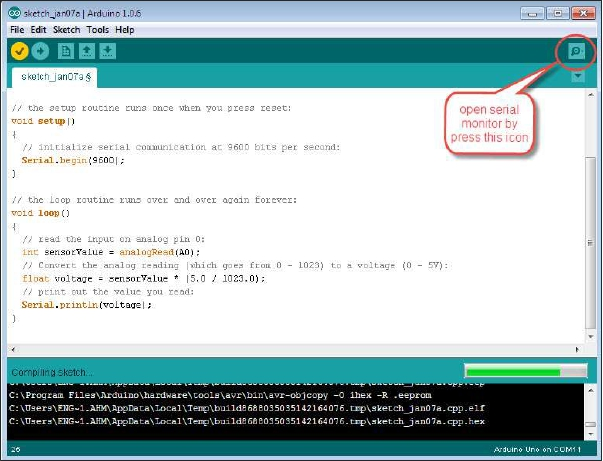 sketch_jan07a | Arduino 1.0.6
File Edit Sketch Tools Help
sketch_jan07a §
open serial
monitor by
press this icon
// the setup routine runs once when you press reset:
void setup()
{
// initialize serial communication at 9600 bits per second:
Serial.begin(9600);
}
// the loop routine runs over and over again forever:
void loop()
{
// read the input on analog pin 0:
int sensorValue = analogRead(A0);
// Convert the analog reading (which goes from 0 - 1023) to a voltage (0 - 5V):
float voltage = sensorValue * (5.0 / 1023.0);
// print out the value you read:
Serial.println(voltage);
}
Compiling sketch...
C:\Program Files\Arduino\hardware\tools\avr\bin\avr-objcopy -O ihex -R .eeprom
C:\Users\ENG-1.AHM\AppData\Local\Temp\build8688035035142164076.tmp\sketch_jan07a.cpp.elf
C:\Users\ENG-1.AHM\AppData\Local\Temp\build8688035035142164076.tmp\sketch_jan07a.cpp.hex
26
Arduino Uno on COM11